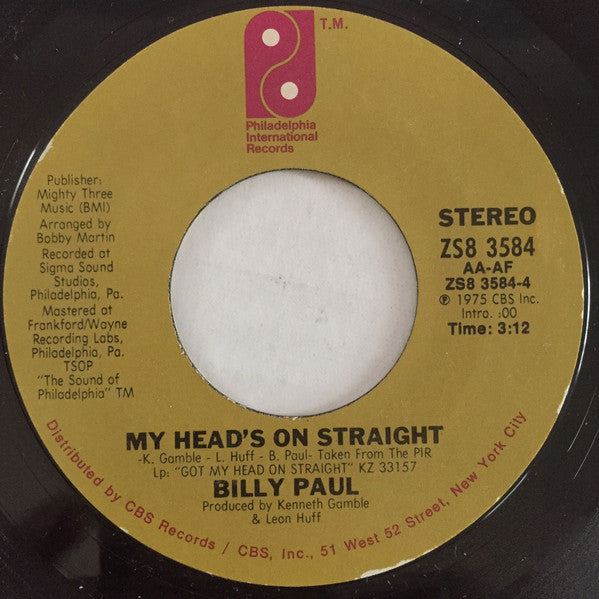 T.M.
Philadelphia
International
Records
Publisher:
Mighty Three
Music (BMI)
Arranged by
Bobby Martin
Recorded at
Sigma Sound
Studios,
Philadelphia, Pa.
Mastered at
Frankford/Wayne
Recording Labs,
Philadelphia, Pa.
TSOP
"The Sound of
Philadelphia" TM
STEREO
ZS8 3584
AA-AF
ZS8 3584-4
℗ 1975 CBS Inc.
Intro. :00
Time: 3:12
MY HEAD'S ON STRAIGHT
-K. Gamble - L. Huff - B. Paul- Taken From The PIR
Lp: "GOT MY HEAD ON STRAIGHT" KZ 33157
BILLY PAUL
Produced by Kenneth Gamble
& Leon Huff
Distributed by CBS Records / CBS, Inc., 51 West 52 Street, New York City